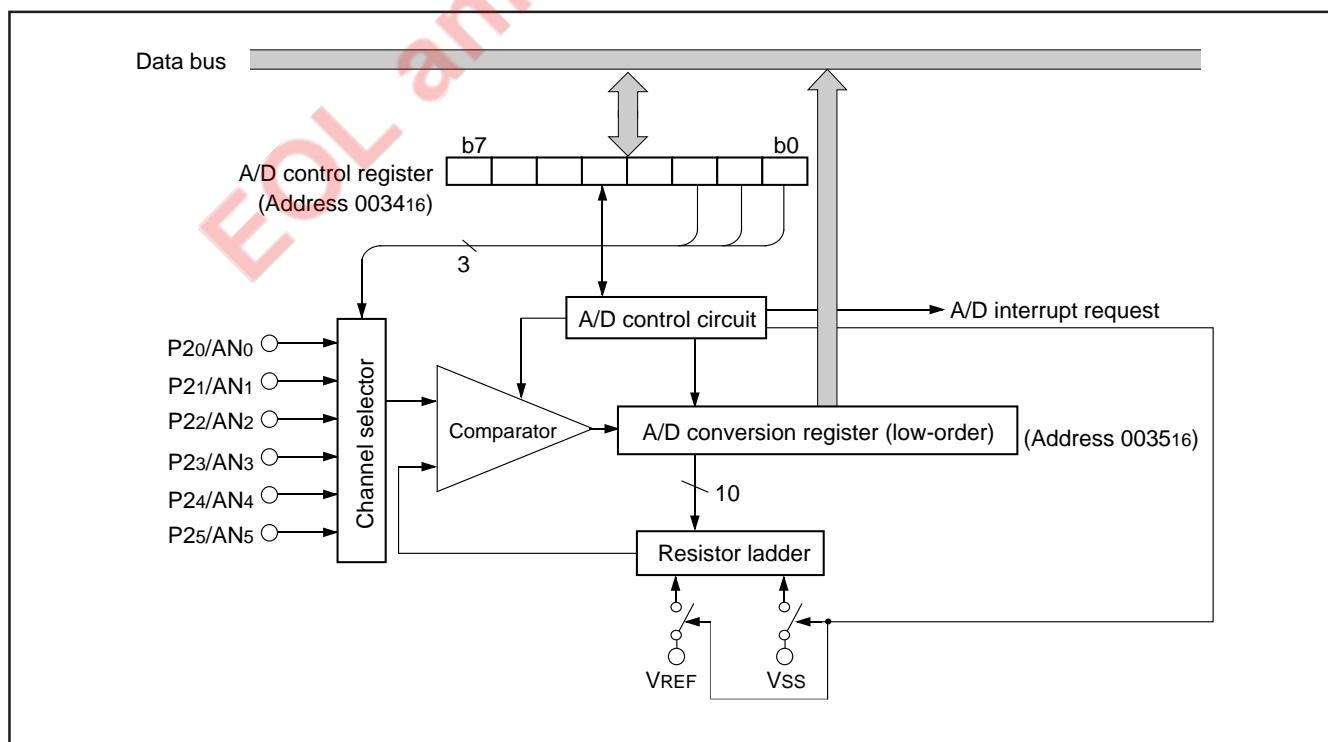 EOL an
Data bus
b7 b0
A/D control register
(Address 003416)
3
A/D control circuit
A/D interrupt request
P20/AN0
P21/AN1
P22/AN2
P23/AN3
P24/AN4
P25/AN5
Channel selector
Comparator
A/D conversion register (low-order)
(Address 003516)
10
Resistor ladder
VREF
VSS